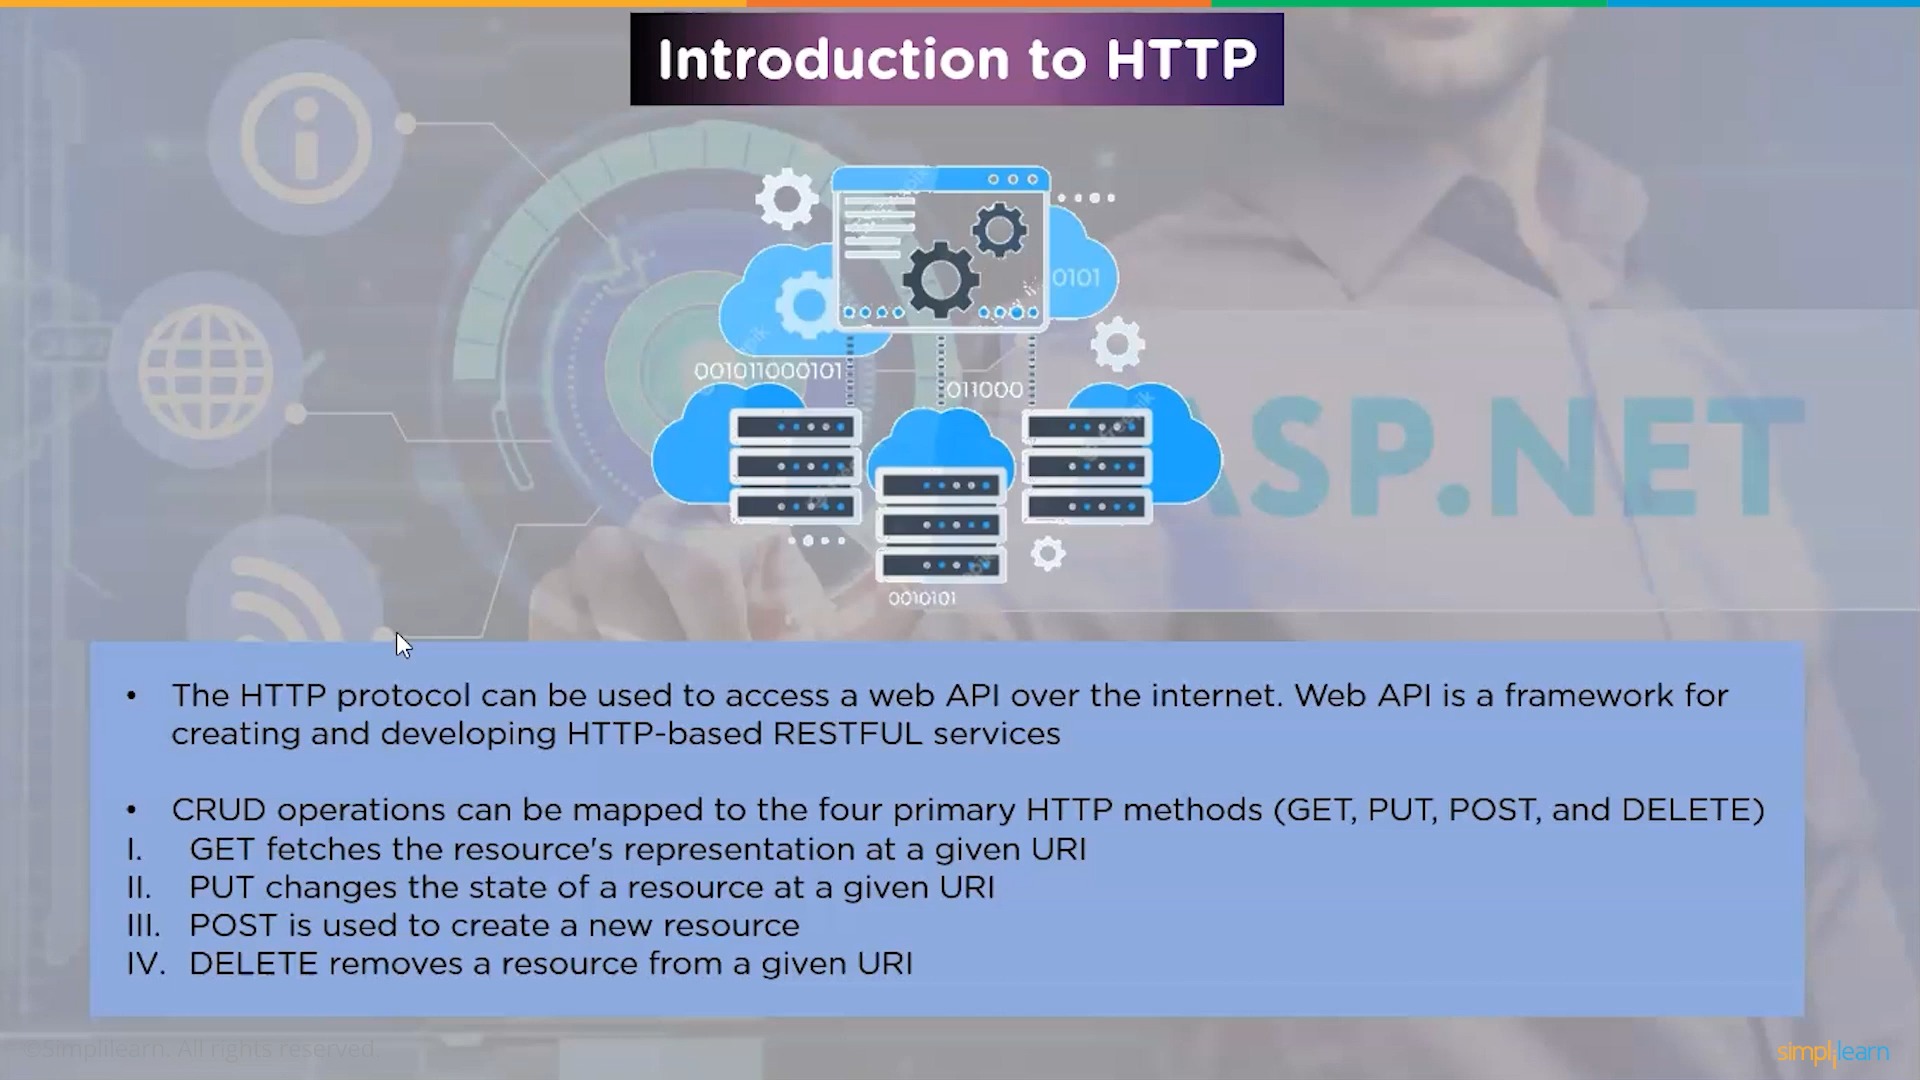 Introduction to HTTP
0101
001011000101
011000
ASP.NET
0010101
• The HTTP protocol can be used to access a web API over the internet. Web API is a framework for
creating and developing HTTP-based RESTFUL services
• CRUD operations can be mapped to the four primary HTTP methods (GET, PUT, POST, and DELETE)
I. GET fetches the resource's representation at a given URI
II. PUT changes the state of a resource at a given URI
III. POST is used to create a new resource
IV. DELETE removes a resource from a given URI
©Simplilearn. All rights reserved
simplilearn